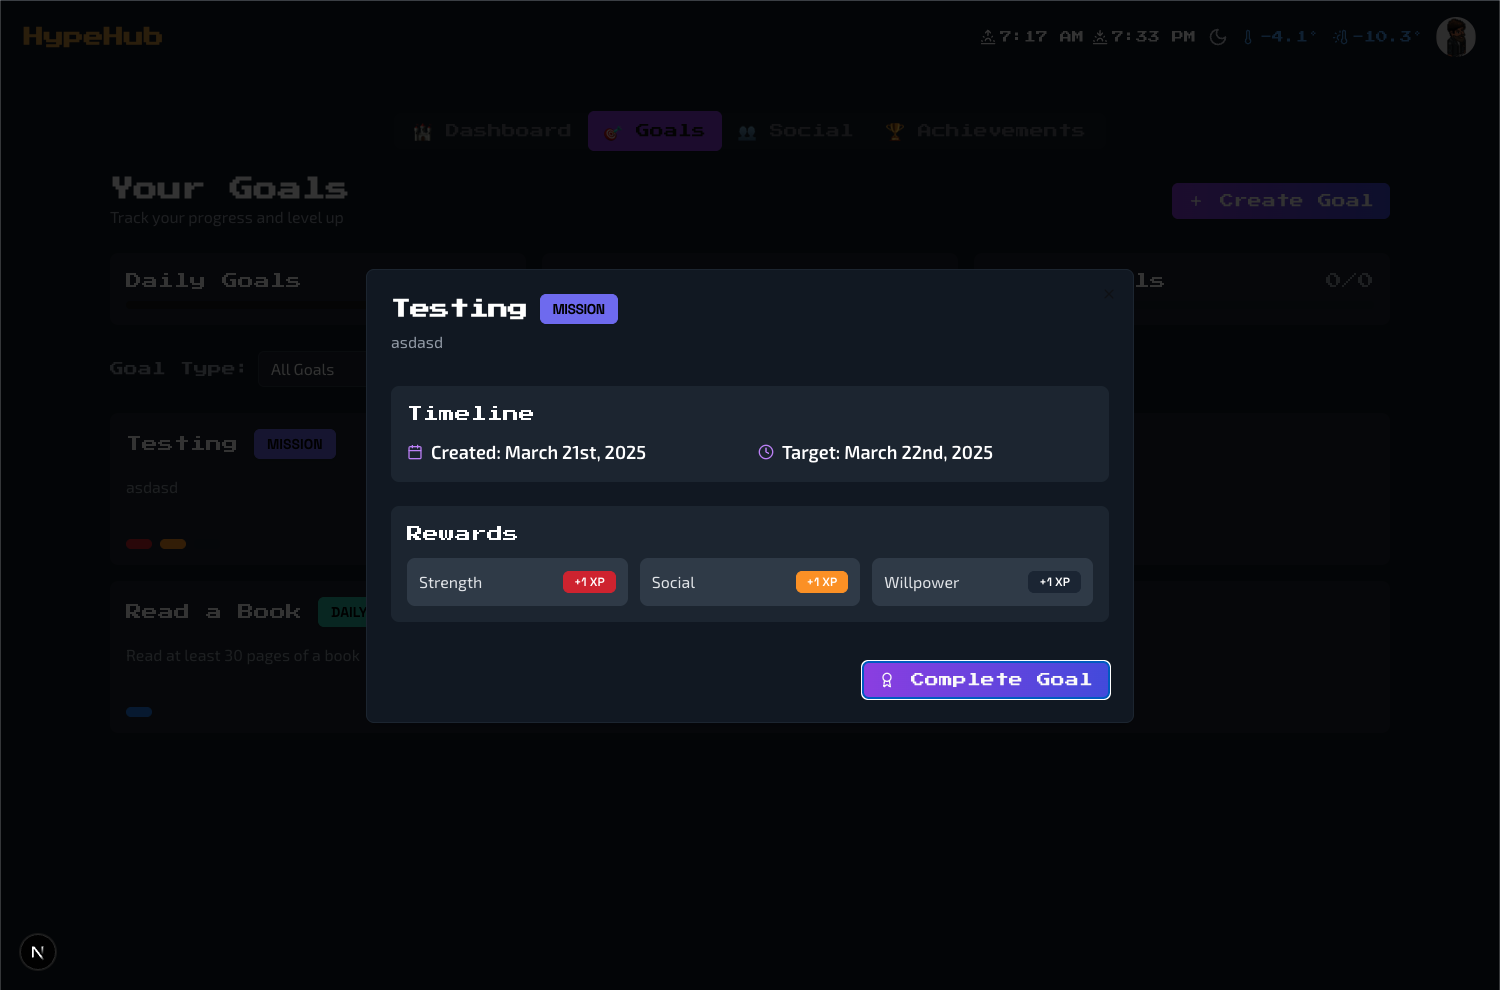 HypeHub
7:17 AM 7:33 PM -4.1° -10.3°
Dashboard Goals Social Achievements
Your Goals
Track your progress and level up
+ Create Goal
Daily Goals
ls 0/0
Goal Type: All Goals
Testing MISSION
asdasd
Read a Book DAILY
Read at least 30 pages of a book
Testing MISSION
asdasd
Timeline
Created: March 21st, 2025
Target: March 22nd, 2025
Rewards
Strength +1 XP
Social +1 XP
Willpower +1 XP
Complete Goal
N